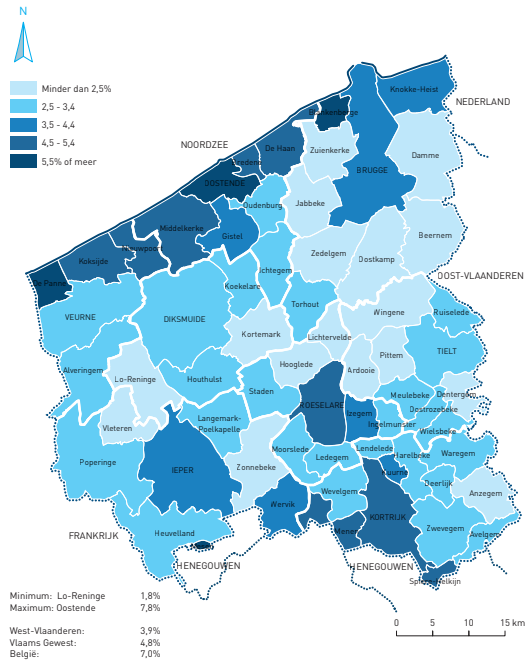 N
Minder dan 2,5%
2,5 - 3,4
3,5 - 4,4
4,5 - 5,4
5,5% of meer
NEDERLAND
NOORDZEE
OOST-VLAANDEREN
FRANKRIJK
HENEGOUWEN
HENEGOUWEN
Knokke-Heist
Blankenberge
De Haan
Zuienkerke
Damme
Bredene
BRUGGE
OOSTENDE
Oudenburg
Jabbeke
Middelkerke
Gistel
Beernem
Nieuwpoort
Zedelgem
Oostkamp
Koksijde
Ichtegem
De Panne
Koekelare
Torhout
Wingene
Ruiselede
VEURNE
DIKSMUIDE
Kortemark
Lichtervelde
Pittem
TIELT
Hooglede
Ardooie
Alveringem
Lo-Reninge
Houthulst
Staden
Meulebeke
Dentergem
ROESELARE
Izegem
Oostrozebeke
Langemark-
Poelkapelle
Ingelmunster
Vleteren
Wielsbeke
Moorslede
Ledegem
Lendelede
Harelbeke
Waregem
Poperinge
IEPER
Zonnebeke
Kuurne
Deerlijk
Wevelgem
Anzegem
Wervik
KORTRIJK
Menen
Zwevegem
Avelgem
Heuvelland
Spiere-Helkijn
Minimum: Lo-Reninge 1,8%
Maximum: Oostende 7,8%
West-Vlaanderen: 3,9%
Vlaams Gewest: 4,8%
België: 7,0%
0 5 10 15 km